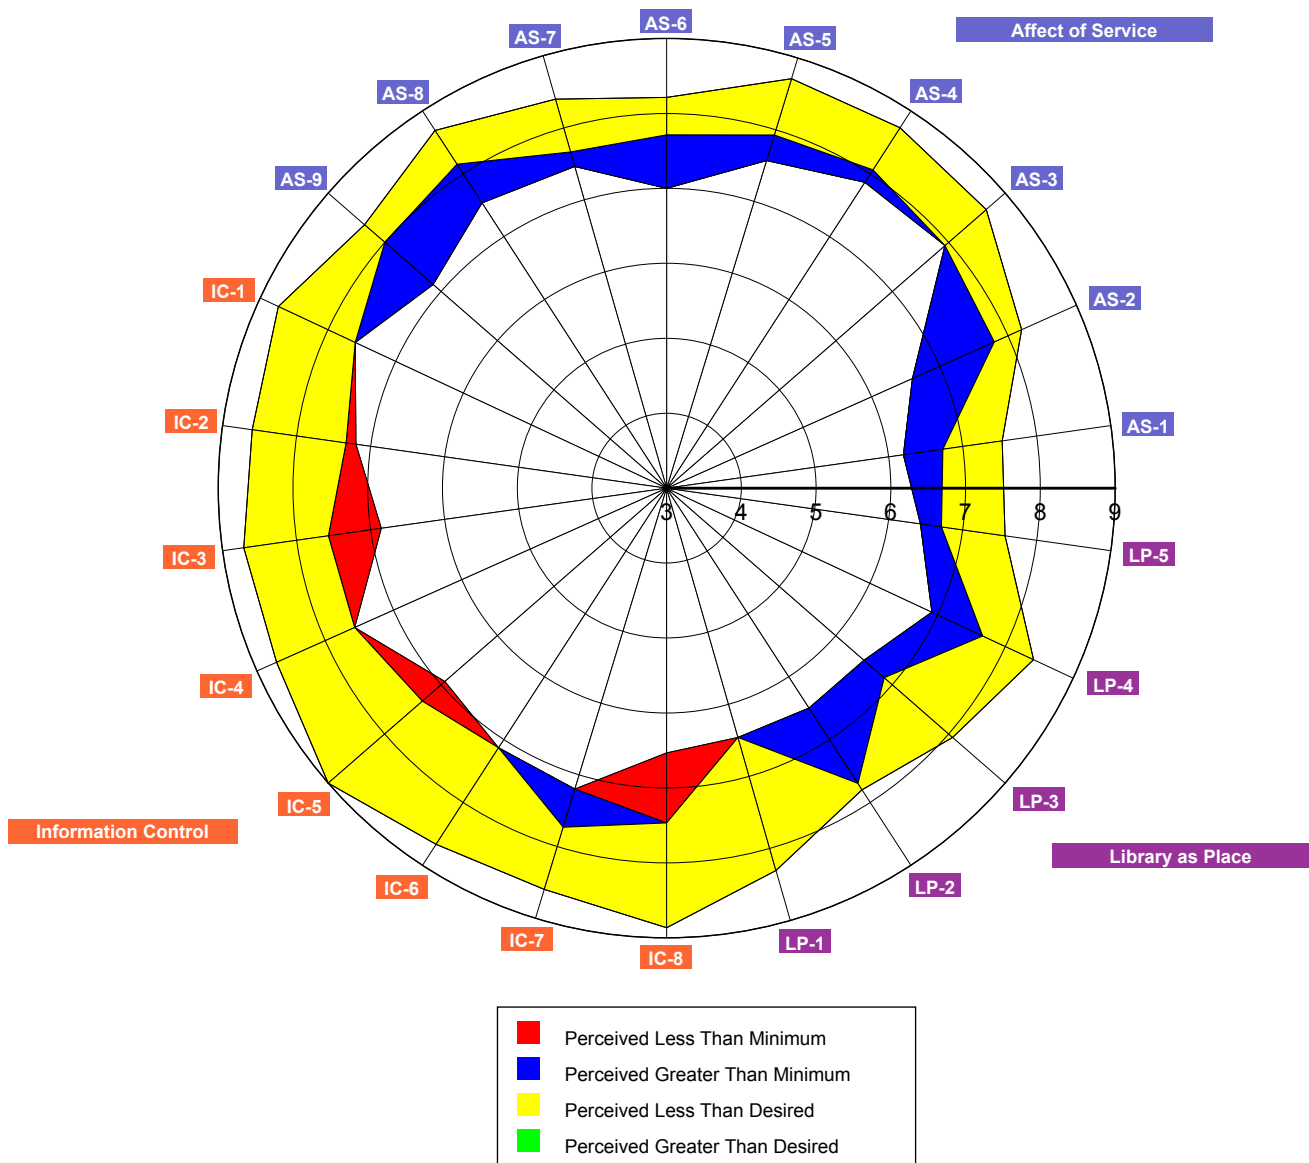 AS-6
AS-7
AS-5
Affect of Service
AS-8
AS-4
AS-9
AS-3
IC-1
AS-2
IC-2
AS-1
3 4 5 6 7 8 9
IC-3
LP-5
IC-4
LP-4
IC-5
LP-3
Information Control
Library as Place
IC-6
LP-2
IC-7
LP-1
IC-8
Perceived Less Than Minimum
Perceived Greater Than Minimum
Perceived Less Than Desired
Perceived Greater Than Desired